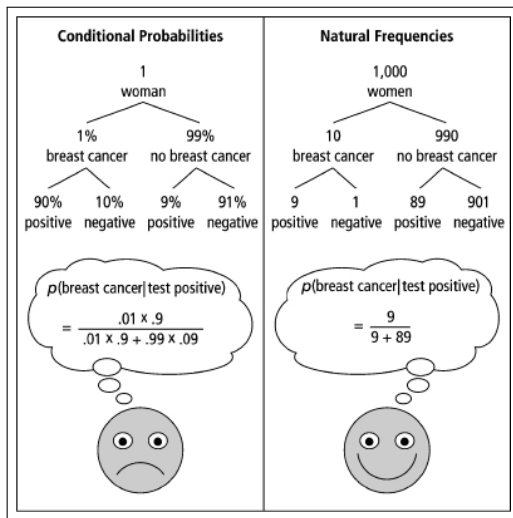 Conditional Probabilities
1
woman
1% 99%
breast cancer no breast cancer
90% 10% 9% 91%
positive negative positive negative
p(breast cancer|test positive)
= .01 x .9
.01 x .9 + .99 x .09
Natural Frequencies
1,000
women
10 990
breast cancer no breast cancer
9 1 89 901
positive negative positive negative
p(breast cancer|test positive)
= 9
9 + 89